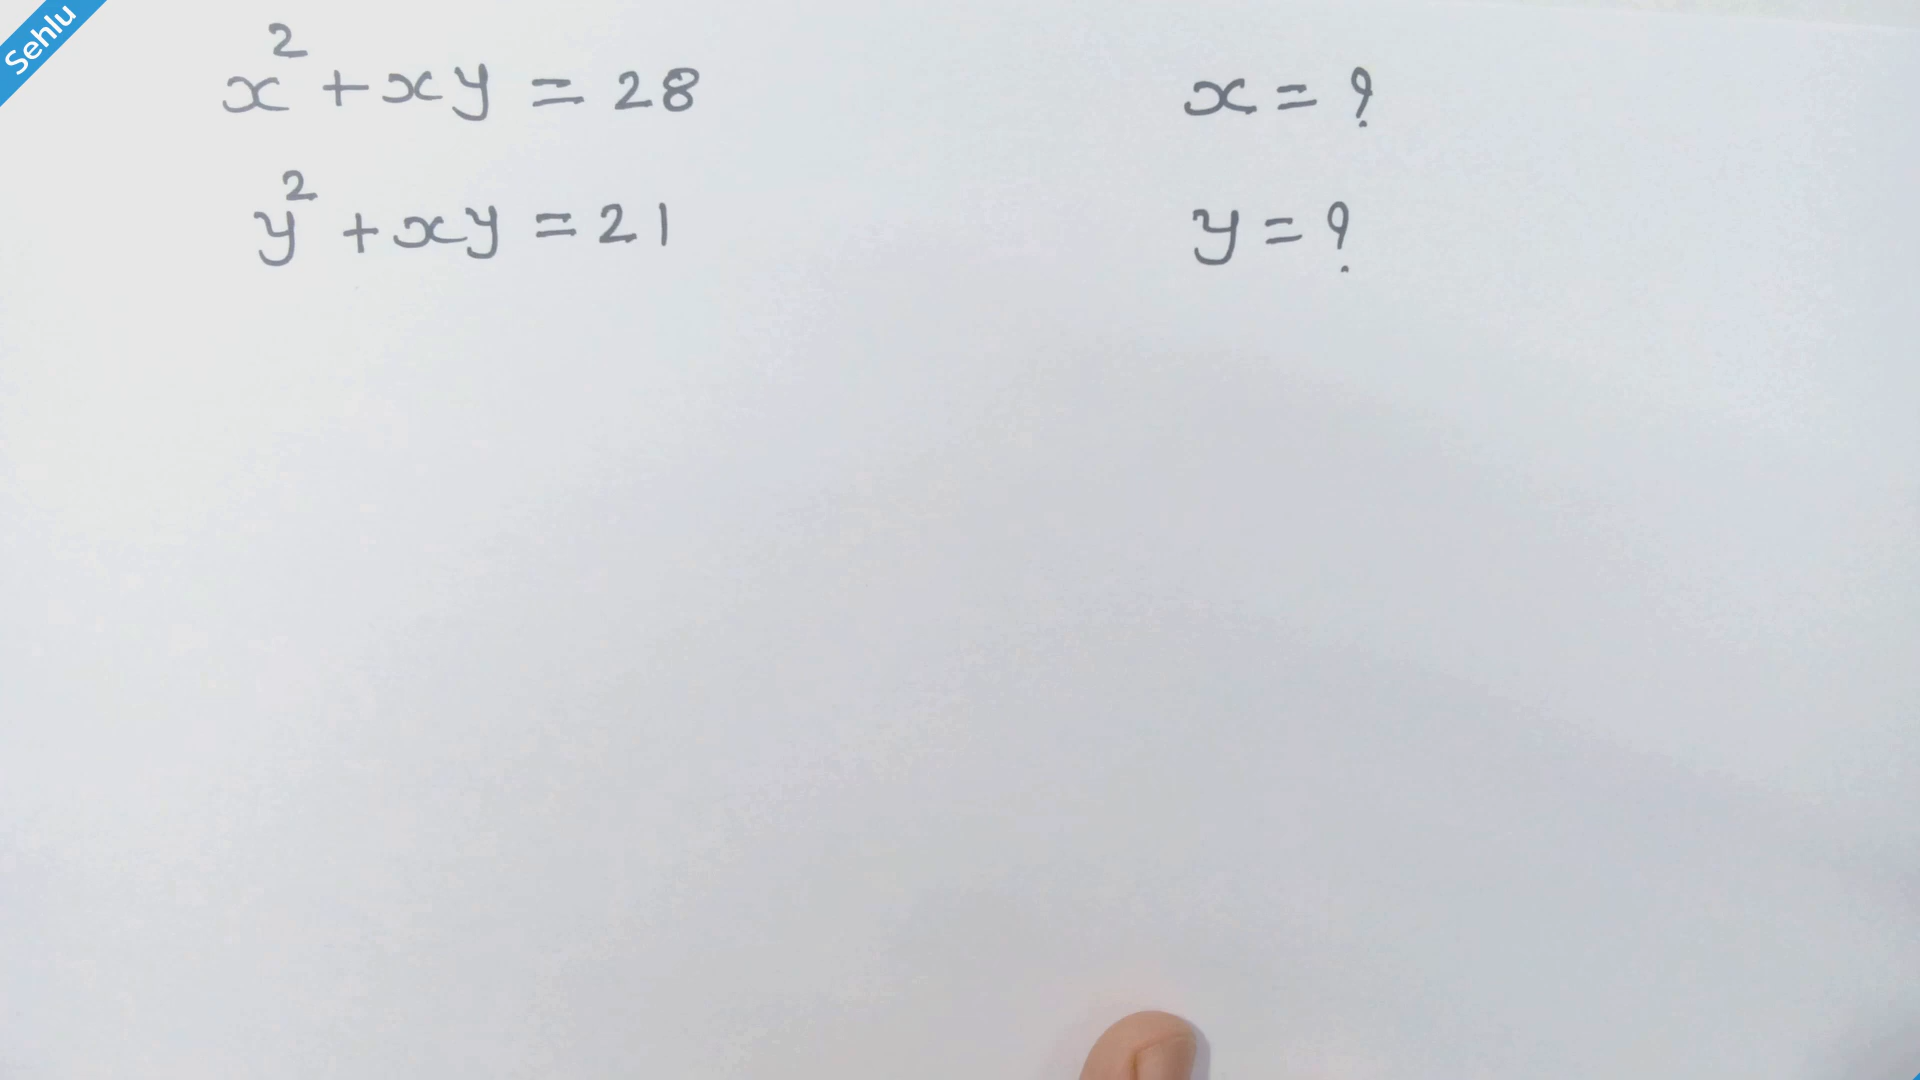 Sehlu
x² + xy = 28
x = ?
y² + xy = 21
y = ?